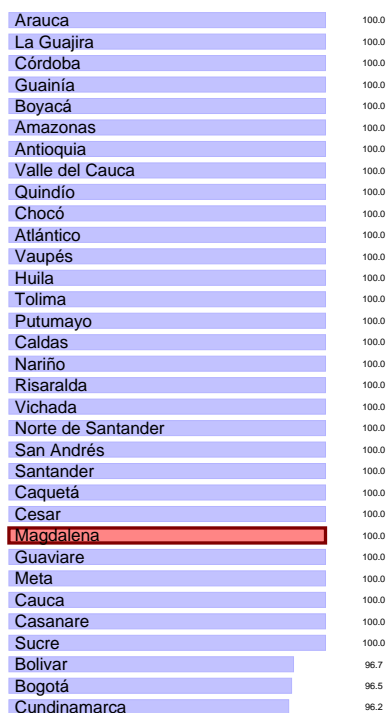 Arauca 100.0
La Guajira 100.0
Córdoba 100.0
Guainía 100.0
Boyacá 100.0
Amazonas 100.0
Antioquia 100.0
Valle del Cauca 100.0
Quindío 100.0
Chocó 100.0
Atlántico 100.0
Vaupés 100.0
Huila 100.0
Tolima 100.0
Putumayo 100.0
Caldas 100.0
Nariño 100.0
Risaralda 100.0
Vichada 100.0
Norte de Santander 100.0
San Andrés 100.0
Santander 100.0
Caquetá 100.0
Cesar 100.0
Magdalena 100.0
Guaviare 100.0
Meta 100.0
Cauca 100.0
Casanare 100.0
Sucre 100.0
Bolivar 96.7
Bogotá 96.5
Cundinamarca 96.2